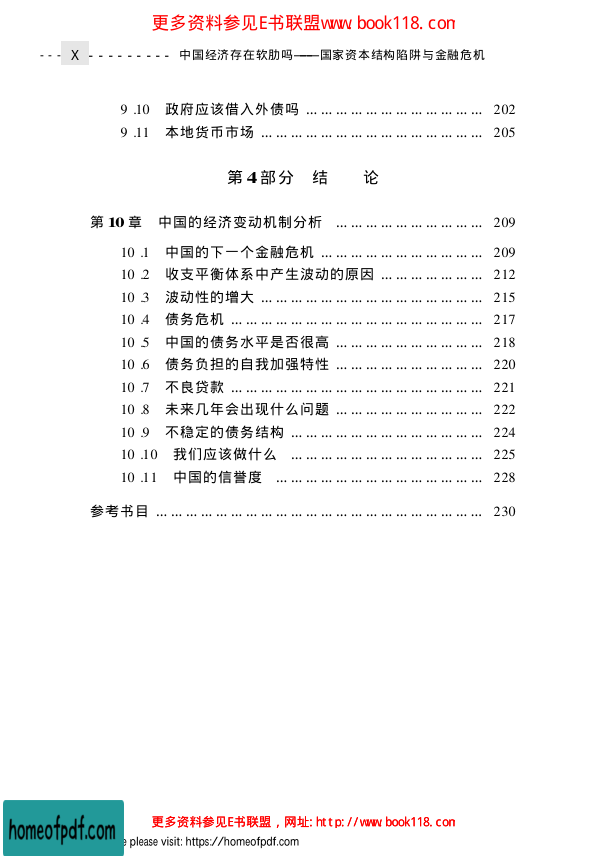 更多资料参见E书联盟www.book118.com
X 中国经济存在软肋吗——国家资本结构陷阱与金融危机
9.10 政府应该借入外债吗 ………………………………… 202
9.11 本地货币市场 ………………………………………… 205
第4部分 结 论
第10章 中国的经济变动机制分析 ………………………… 209
10.1 中国的下一个金融危机 ……………………………… 209
10.2 收支平衡体系中产生波动的原因 …………………… 212
10.3 波动性的增大 ………………………………………… 215
10.4 债务危机 ……………………………………………… 217
10.5 中国的债务水平是否很高 …………………………… 218
10.6 债务负担的自我加强特性 …………………………… 220
10.7 不良贷款 ……………………………………………… 221
10.8 未来几年会出现什么问题 …………………………… 222
10.9 不稳定的债务结构 …………………………………… 224
10.10 我们应该做什么 …………………………………… 225
10.11 中国的信誉度 ……………………………………… 228
参考书目 ……………………………………………………… 230
更多资料参见E书联盟，网址:http://www.book118.com
homeofpdf.com
e please visit: https://homeofpdf.com